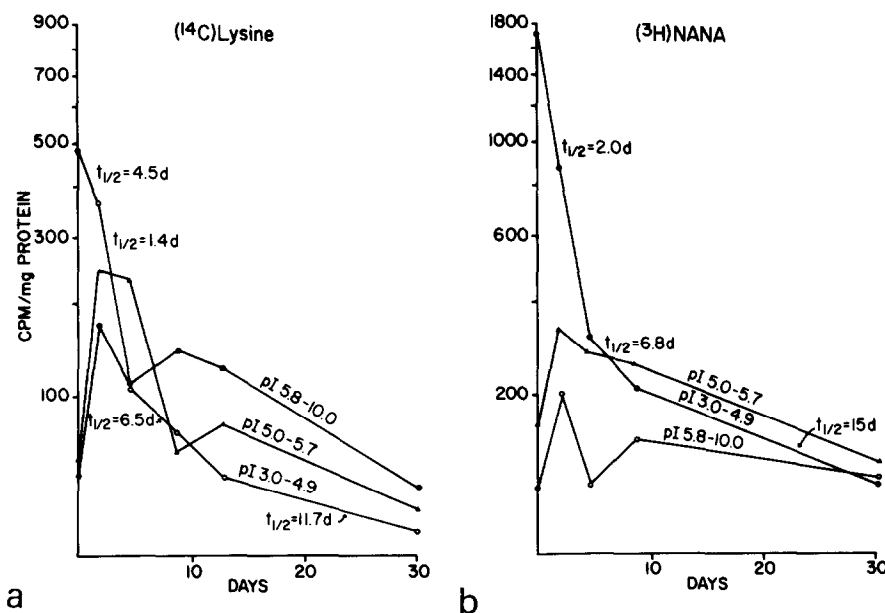 (¹⁴C)Lysine
CPM/mg PROTEIN
900
700
500
300
100
t1/2=4.5d
t1/2=1.4d
t1/2=6.5d
pI 5.8-10.0
pI 5.0-5.7
pI 3.0-4.9
t1/2=11.7d
10
20
30
DAYS
a
(³H)NANA
1800
1400
1000
600
200
t1/2=2.0d
t1/2=6.8d
pI 5.0-5.7
pI 3.0-4.9
t1/2=15d
pI 5.8-10.0
10
20
30
DAYS
b